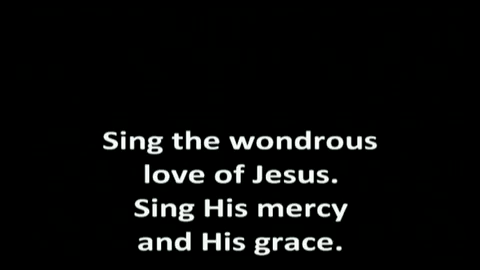 Sing the wondrous
love of Jesus.
Sing His mercy
and His grace.